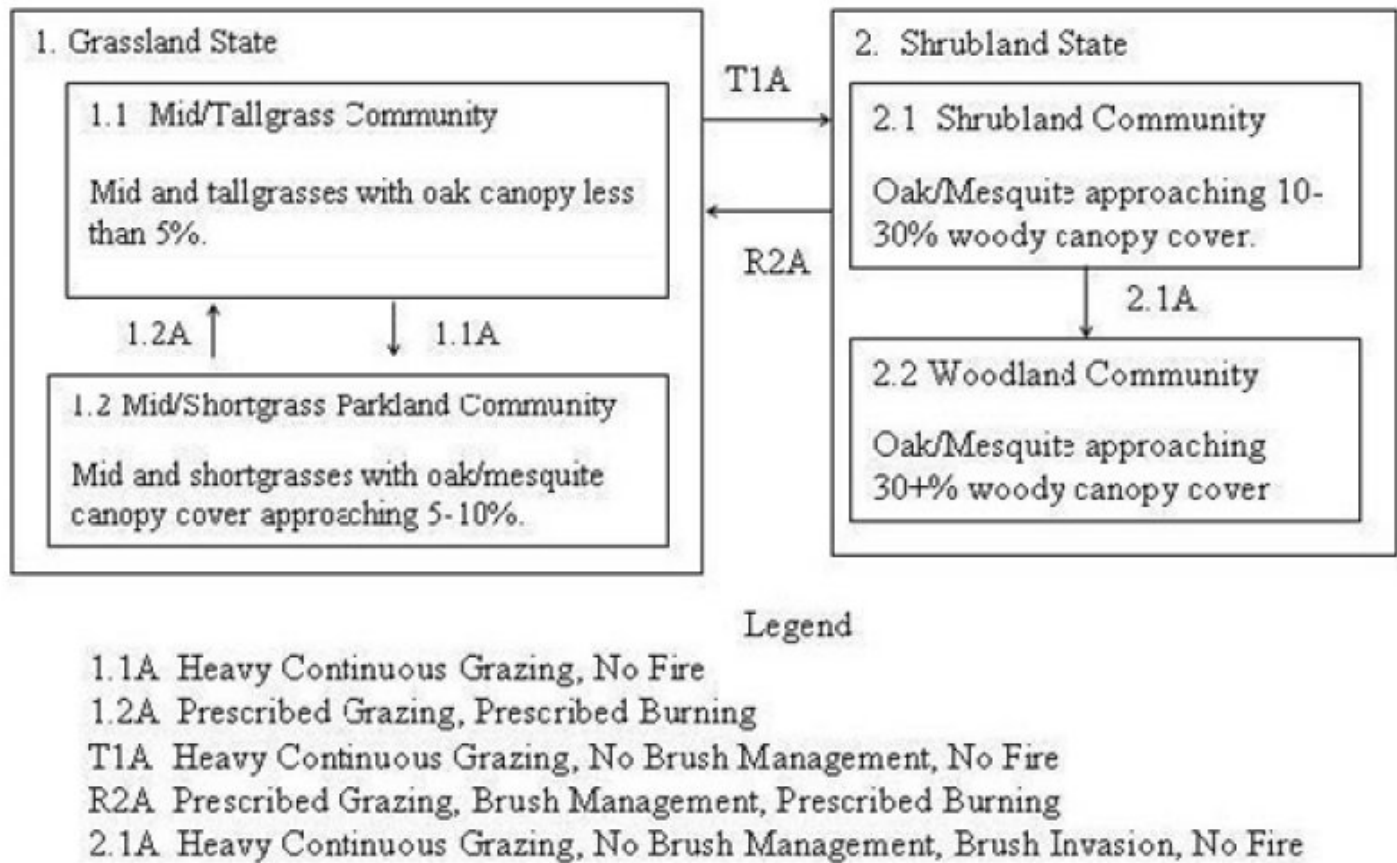 1. Grassland State
1.1 Mid/Tallgrass Community
Mid and tallgrasses with oak canopy less
than 5%.
1.2A
1.1A
1.2 Mid/Shortgrass Parkland Community
Mid and shortgrasses with oak/mesquite
canopy cover approaching 5-10%.
T1A
R2A
2. Shrubland State
2.1 Shrubland Community
Oak/Mesquite approaching 10-
30% woody canopy cover.
2.1A
2.2 Woodland Community
Oak/Mesquite approaching
30+% woody canopy cover
Legend
1.1A Heavy Continuous Grazing, No Fire
1.2A Prescribed Grazing, Prescribed Burning
T1A Heavy Continuous Grazing, No Brush Management, No Fire
R2A Prescribed Grazing, Brush Management, Prescribed Burning
2.1A Heavy Continuous Grazing, No Brush Management, Brush Invasion, No Fire